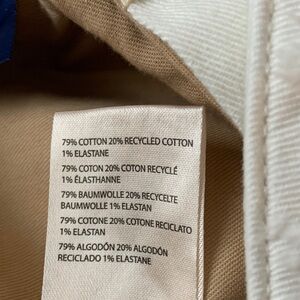 79% COTTON 20% RECYCLED COTTON
1% ELASTANE
79% COTON 20% COTON RECYCLÉ
1% ÉLASTHANNE
79% BAUMWOLLE 20% RECYCELTE
BAUMWOLLE 1% ELASTAN
79% COTONE 20% COTONE RICICLATO
1% ELASTAN
79% ALGODÓN 20% ALGODÓN
RECICLADO 1% ELASTANE